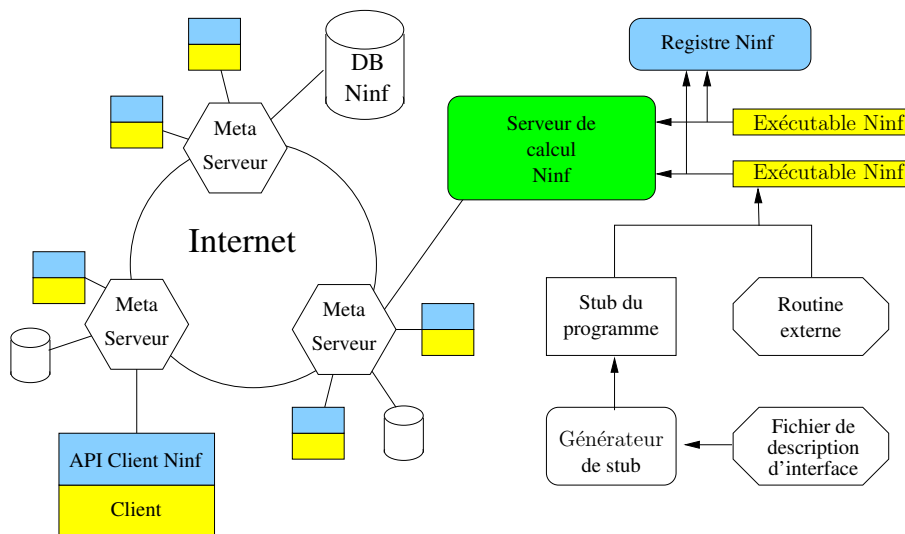 DB
Ninf
Meta
Serveur
Internet
Meta
Serveur
Meta
Serveur
API Client Ninf
Client
Registre Ninf
Serveur de
calcul
Ninf
Exécutable Ninf
Exécutable Ninf
Stub du
programme
Routine
externe
Générateur
de stub
Fichier de
description
d'interface